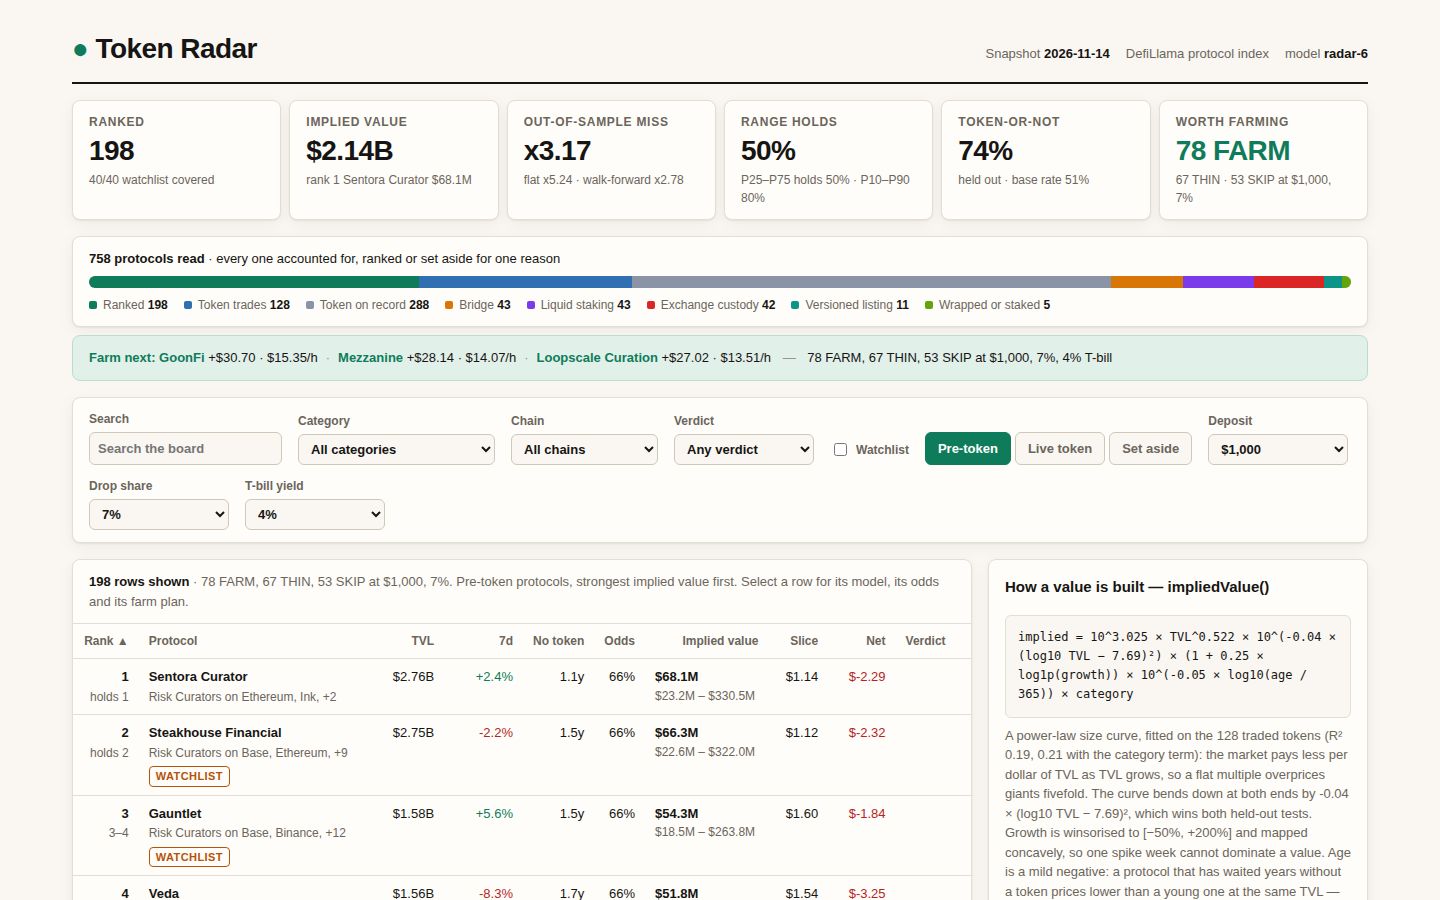 Token Radar
Snapshot 2026-11-14 DefiLlama protocol index model radar-6
RANKED
198
40/40 watchlist covered
IMPLIED VALUE
$2.14B
rank 1 Sentora Curator $68.1M
OUT-OF-SAMPLE MISS
x3.17
flat x5.24 · walk-forward x2.78
RANGE HOLDS
50%
P25–P75 holds 50% · P10–P90
80%
TOKEN-OR-NOT
74%
held out · base rate 51%
WORTH FARMING
78 FARM
67 THIN · 53 SKIP at $1,000,
7%
758 protocols read · every one accounted for, ranked or set aside for one reason
Ranked 198 Token trades 128 Token on record 288 Bridge 43 Liquid staking 43 Exchange custody 42 Versioned listing 11 Wrapped or staked 5
Farm next: GoonFi +$30.70 · $15.35/h · Mezzanine +$28.14 · $14.07/h · Loopscale Curation +$27.02 · $13.51/h — 78 FARM, 67 THIN, 53 SKIP at $1,000, 7%, 4% T-bill
Search
Search the board
Category
All categories
Chain
All chains
Verdict
Any verdict
Watchlist
Pre-token
Live token
Set aside
Deposit
$1,000
Drop share
7%
T-bill yield
4%
198 rows shown · 78 FARM, 67 THIN, 53 SKIP at $1,000, 7%. Pre-token protocols, strongest implied value first. Select a row for its model, its odds
and its farm plan.
Rank ▲ Protocol TVL 7d No token Odds Implied value Slice Net Verdict
1 Sentora Curator $2.76B +2.4% 1.1y 66% $68.1M $1.14 $-2.29
holds 1 Risk Curators on Ethereum, Ink, +2 $23.2M – $330.5M
2 Steakhouse Financial $2.75B -2.2% 1.5y 66% $66.3M $1.12 $-2.32
holds 2 Risk Curators on Base, Ethereum, +9 $22.6M – $322.0M
WATCHLIST
3 Gauntlet $1.58B +5.6% 1.5y 66% $54.3M $1.60 $-1.84
3–4 Risk Curators on Base, Binance, +12 $18.5M – $263.8M
WATCHLIST
4 Veda $1.56B -8.3% 1.7y 66% $51.8M $1.54 $-3.25
How a value is built — impliedValue()
implied = 10^3.025 × TVL^0.522 × 10^(-0.04 ×
(log10 TVL − 7.69)²) × (1 + 0.25 ×
log1p(growth)) × 10^(-0.05 × log10(age /
365)) × category
A power-law size curve, fitted on the 128 traded tokens (R²
0.19, 0.21 with the category term): the market pays less per
dollar of TVL as TVL grows, so a flat multiple overprices
giants fivefold. The curve bends down at both ends by -0.04
× (log10 TVL − 7.69)², which wins both held-out tests.
Growth is winsorised to [−50%, +200%] and mapped
concavely, so one spike week cannot dominate a value. Age
is a mild negative: a protocol that has waited years without
a token prices lower than a young one at the same TVL —